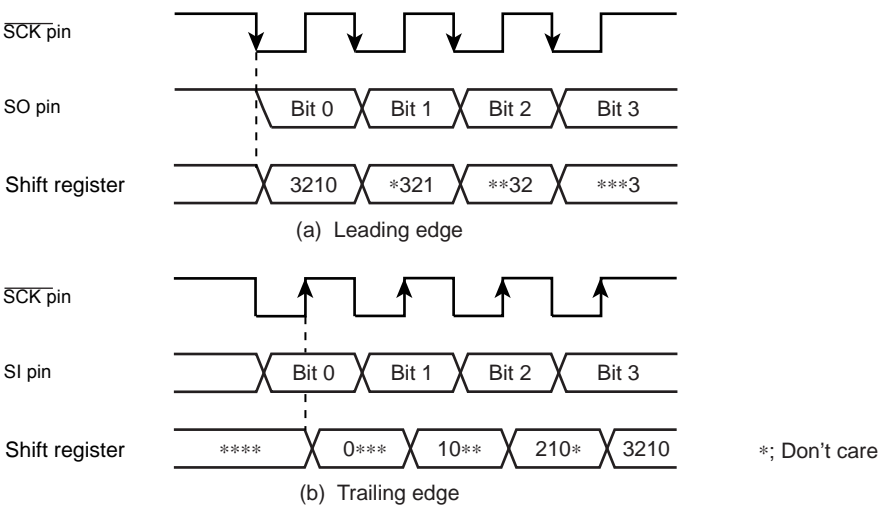 SCK pin
SO pin Bit 0 Bit 1 Bit 2 Bit 3
Shift register 3210 *321 **32 ***3
(a) Leading edge
SCK pin
SI pin Bit 0 Bit 1 Bit 2 Bit 3
Shift register **** 0*** 10** 210* 3210 *; Don't care
(b) Trailing edge